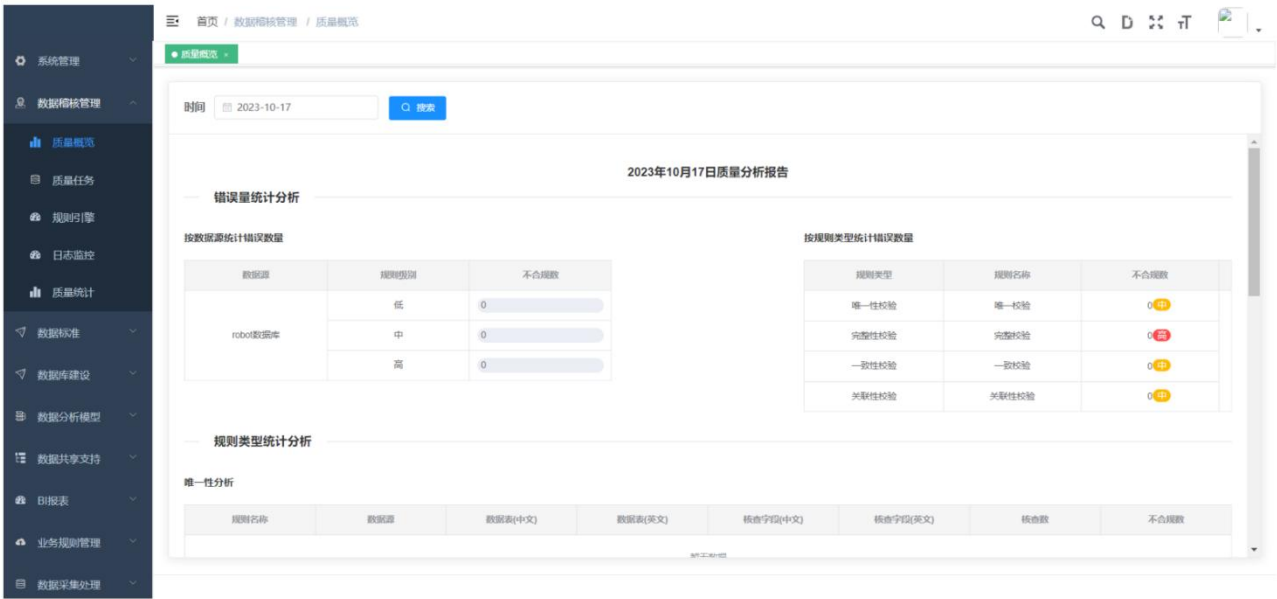 首页 / 数据稽核管理 / 质量概览
质量概览 ×
系统管理
数据稽核管理
质量概览
质量任务
规则引擎
日志监控
质量统计
数据标准
数据库建设
数据分析模型
数据共享支持
BI报表
业务规则管理
数据采集处理
时间 2023-10-17 搜索
2023年10月17日质量分析报告
错误量统计分析
按数据源统计错误数量
数据源 规则级别 不合规数
robot数据库
低 0
中 0
高 0
按规则类型统计错误数量
规则类型 规则名称 不合规数
唯一性校验 唯一校验 0 中
完整性校验 完整校验 0 高
一致性校验 一致校验 0 中
关联性校验 关联性校验 0 中
规则类型统计分析
唯一性分析
规则名称 数据源 数据表(中文) 数据表(英文) 核查字段(中文) 核查字段(英文) 核查数 不合规数
暂无数据